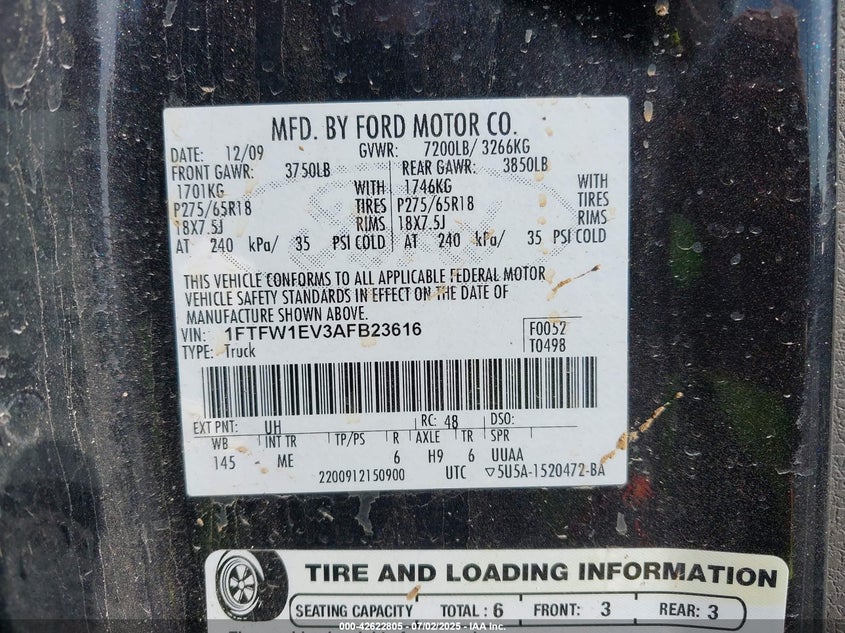 MFD. BY FORD MOTOR CO.
DATE: 12/09 GVWR: 7200LB/ 3266KG
FRONT GAWR: 3750LB REAR GAWR: 3850LB
1701KG WITH 1746KG WITH
P275/65R18 TIRES P275/65R18 TIRES
18X7.5J RIMS 18X7.5J RIMS
AT 240 kPa/ 35 PSI COLD AT 240 kPa/ 35 PSI COLD
THIS VEHICLE CONFORMS TO ALL APPLICABLE FEDERAL MOTOR
VEHICLE SAFETY STANDARDS IN EFFECT ON THE DATE OF
MANUFACTURE SHOWN ABOVE.
VIN: 1FTFW1EV3AFB23616 F0052
TYPE: Truck T0498
EXT PNT: UH RC: 48 DSO:
WB INT TR TP/PS R AXLE TR SPR
145 ME 6 H9 6 UUAA
2200912150900 UTC ▽5U5A-1520472-BA
TIRE AND LOADING INFORMATION
SEATING CAPACITY TOTAL : 6 FRONT: 3 REAR: 3
000-42622805 - 07/02/2025 - IAA Inc.